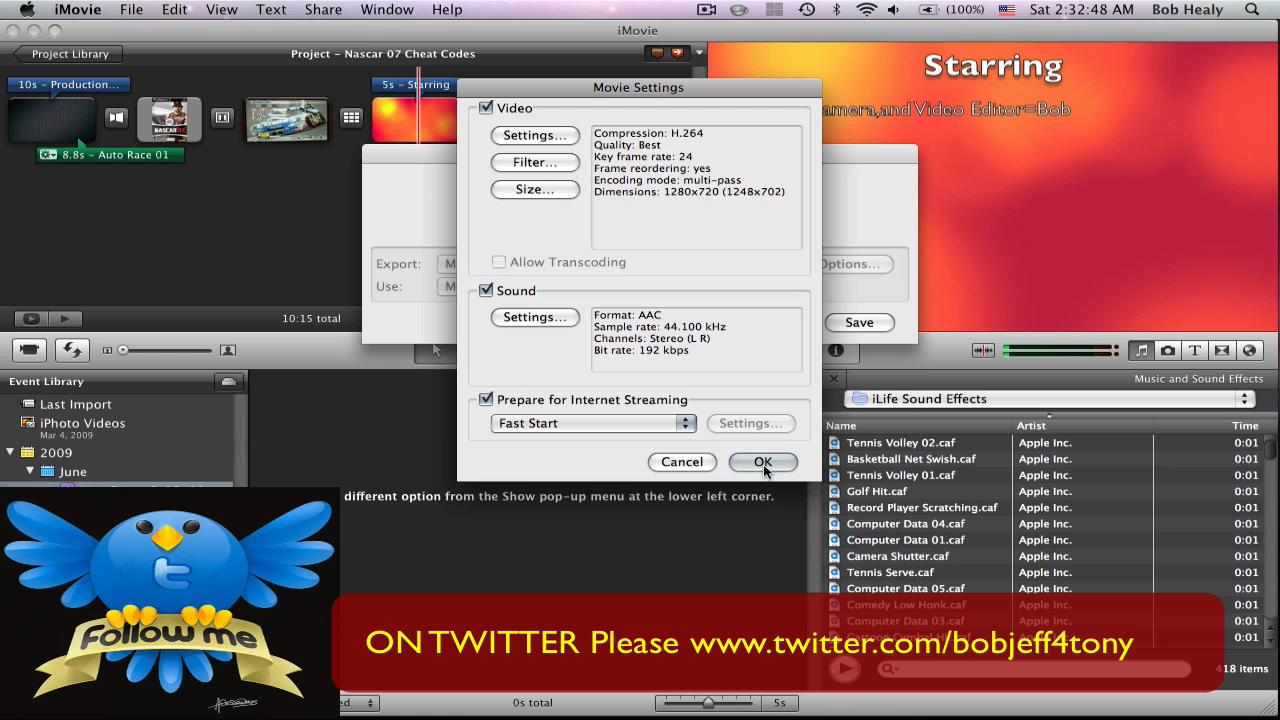 iMovie File Edit View Text Share Window Help (100%) Sat 2:32:48 AM Bob Healy
iMovie
Project Library
Project - Nascar 07 Cheat Codes
10s - Production...
5s - Starring
8.8s - Auto Race 01
NASCAR 07
Starring
amera,and Video Editor=Bob
Movie Settings
Video
Settings...
Filter...
Size...
Compression: H.264
Quality: Best
Key frame rate: 24
Frame reordering: yes
Encoding mode: multi-pass
Dimensions: 1280x720 (1248x702)
Allow Transcoding
Sound
Settings...
Format: AAC
Sample rate: 44.100 kHz
Channels: Stereo (L R)
Bit rate: 192 kbps
Prepare for Internet Streaming
Fast Start
Settings...
Cancel
OK
Export: M
Use: M
Options...
Save
10:15 total
Event Library
Last Import
iPhoto Videos
Mar 4, 2009
2009
June
different option from the Show pop-up menu at the lower left corner.
Music and Sound Effects
iLife Sound Effects
Name Artist Time
Tennis Volley 02.caf Apple Inc. 0:01
Basketball Net Swish.caf Apple Inc. 0:01
Tennis Volley 01.caf Apple Inc. 0:01
Golf Hit.caf Apple Inc. 0:01
Record Player Scratching.caf Apple Inc. 0:01
Computer Data 04.caf Apple Inc. 0:01
Computer Data 01.caf Apple Inc. 0:01
Camera Shutter.caf Apple Inc. 0:01
Tennis Serve.caf Apple Inc. 0:01
Computer Data 05.caf Apple Inc. 0:01
Comedy Low Honk.caf Apple Inc. 0:01
Computer Data 03.caf Apple Inc. 0:01
418 items
t
Follow me
ON TWITTER Please www.twitter.com/bobjeff4tony
ed
0s total
5s